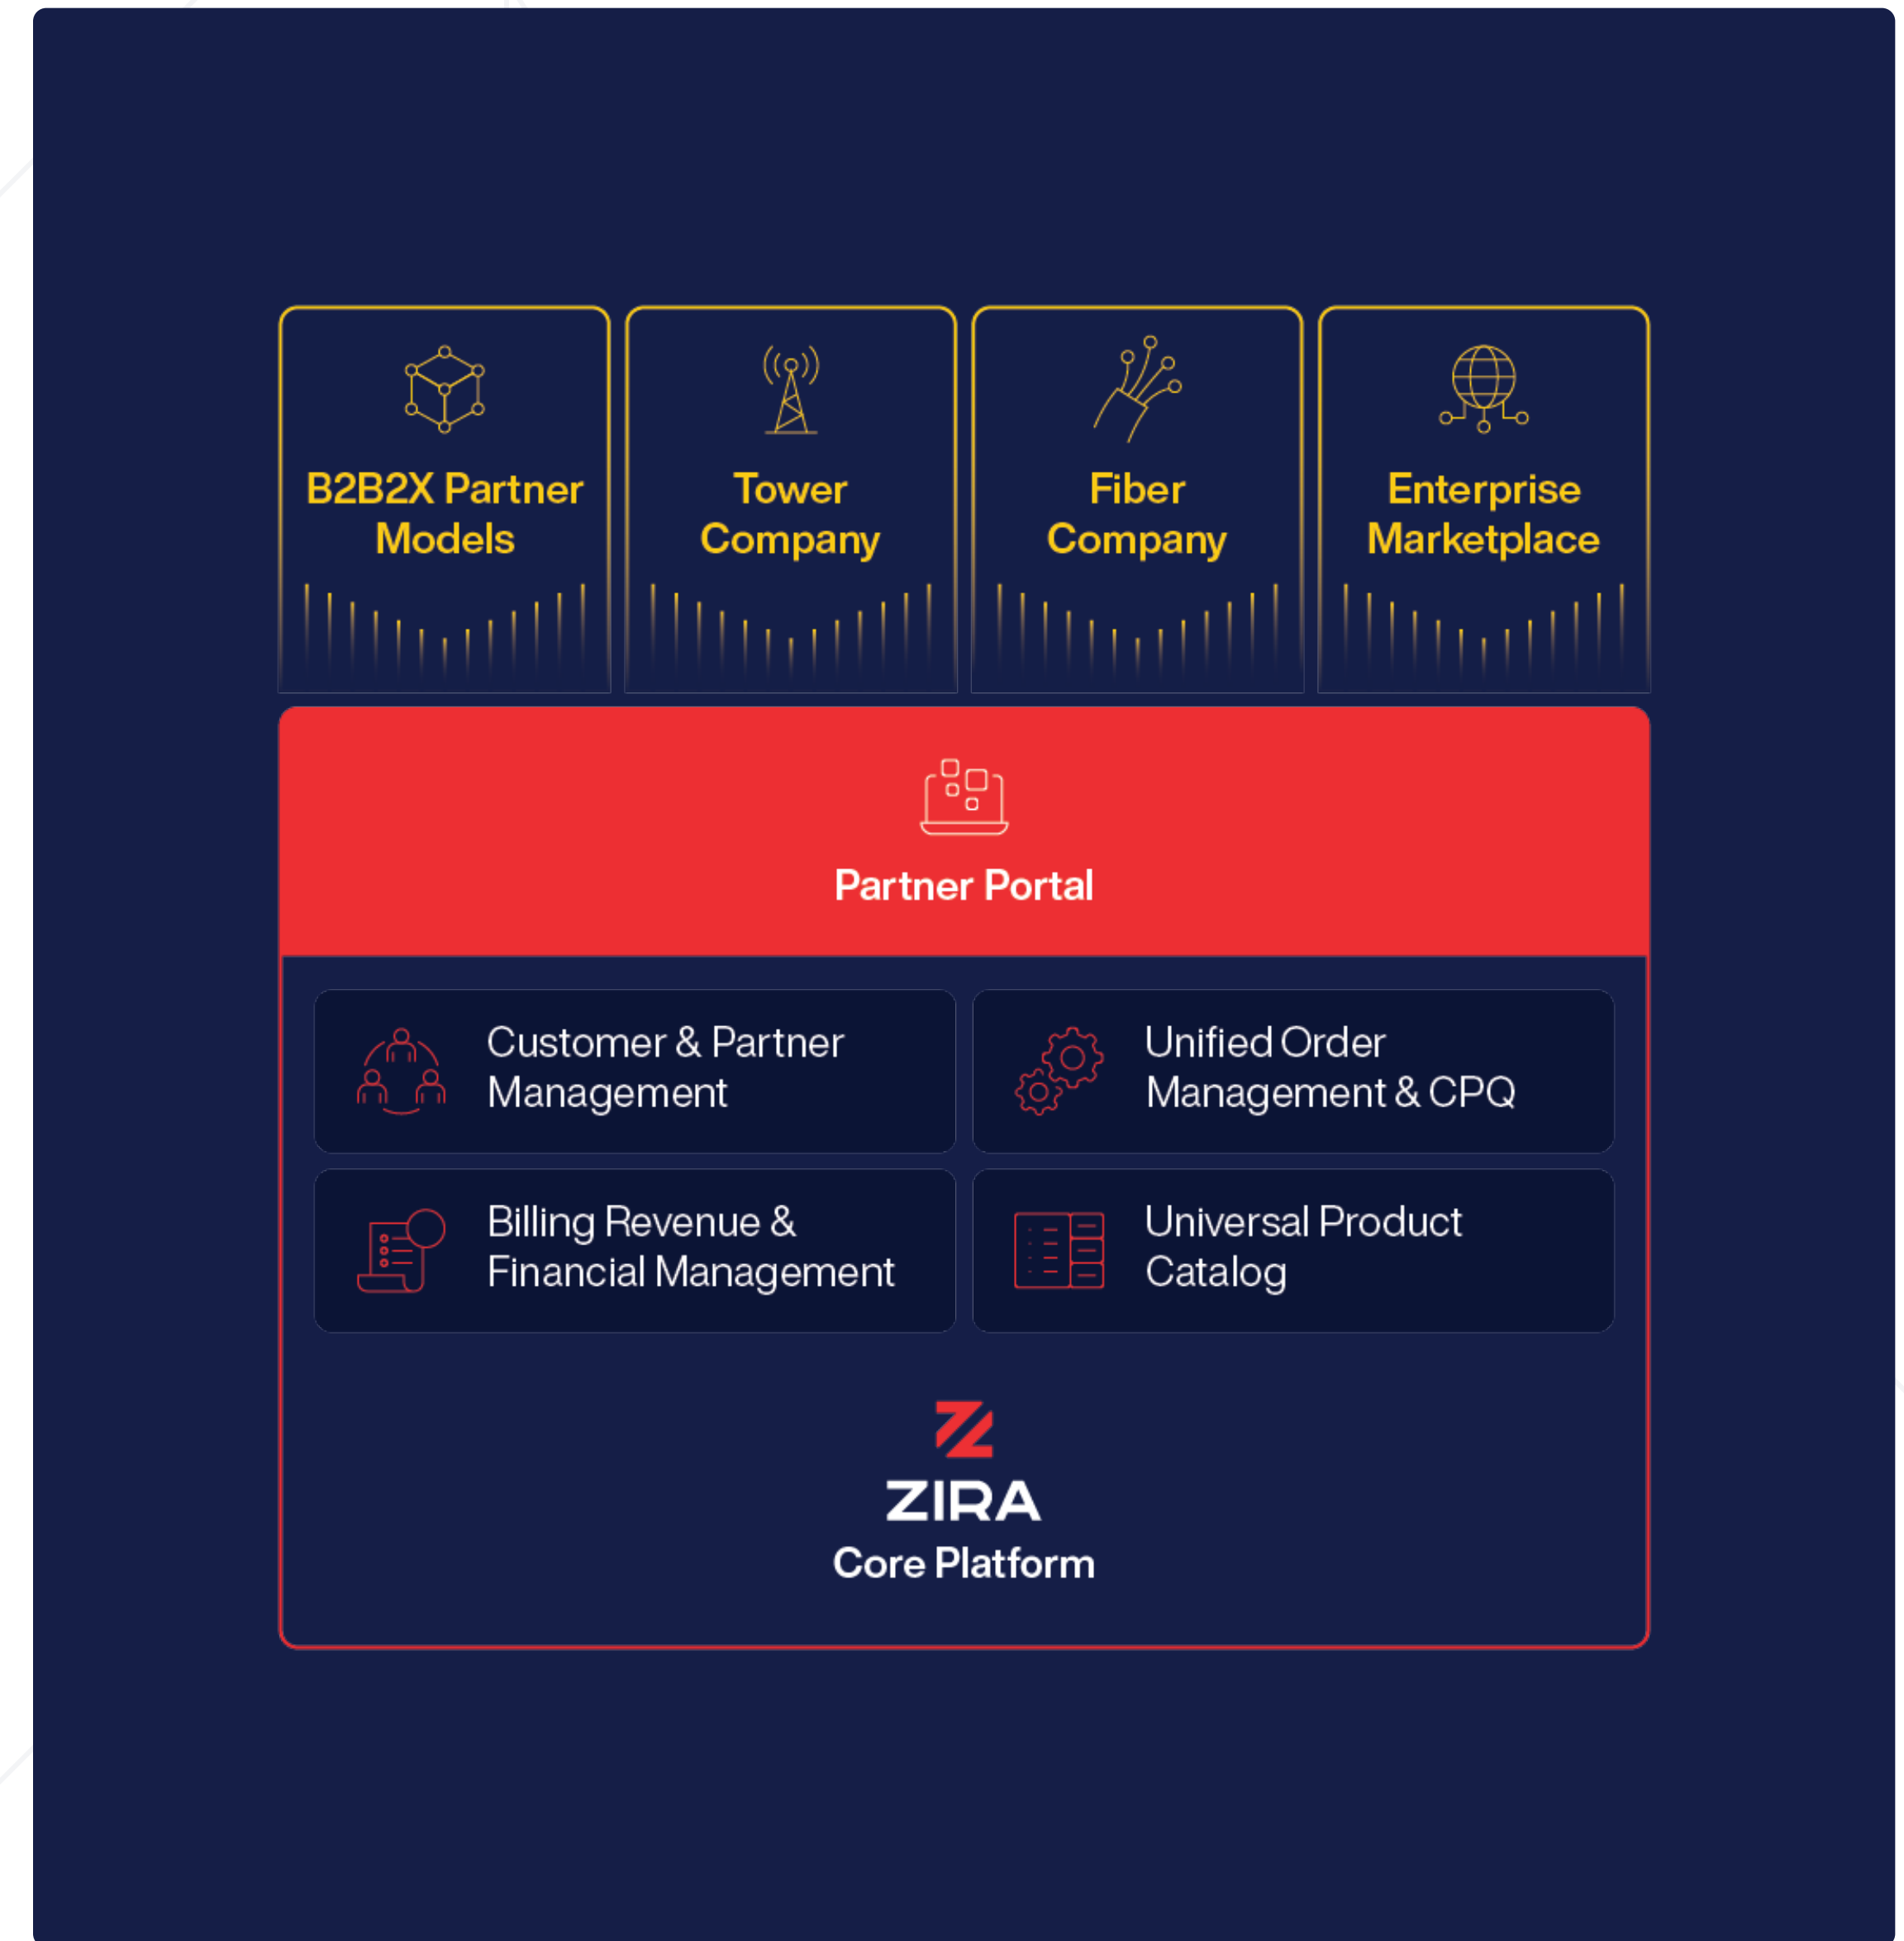 B2B2X Partner
Models
Tower
Company
Fiber
Company
Enterprise
Marketplace
Partner Portal
Customer & Partner
Management
Unified Order
Management & CPQ
Billing Revenue &
Financial Management
Universal Product
Catalog
ZIRA
Core Platform